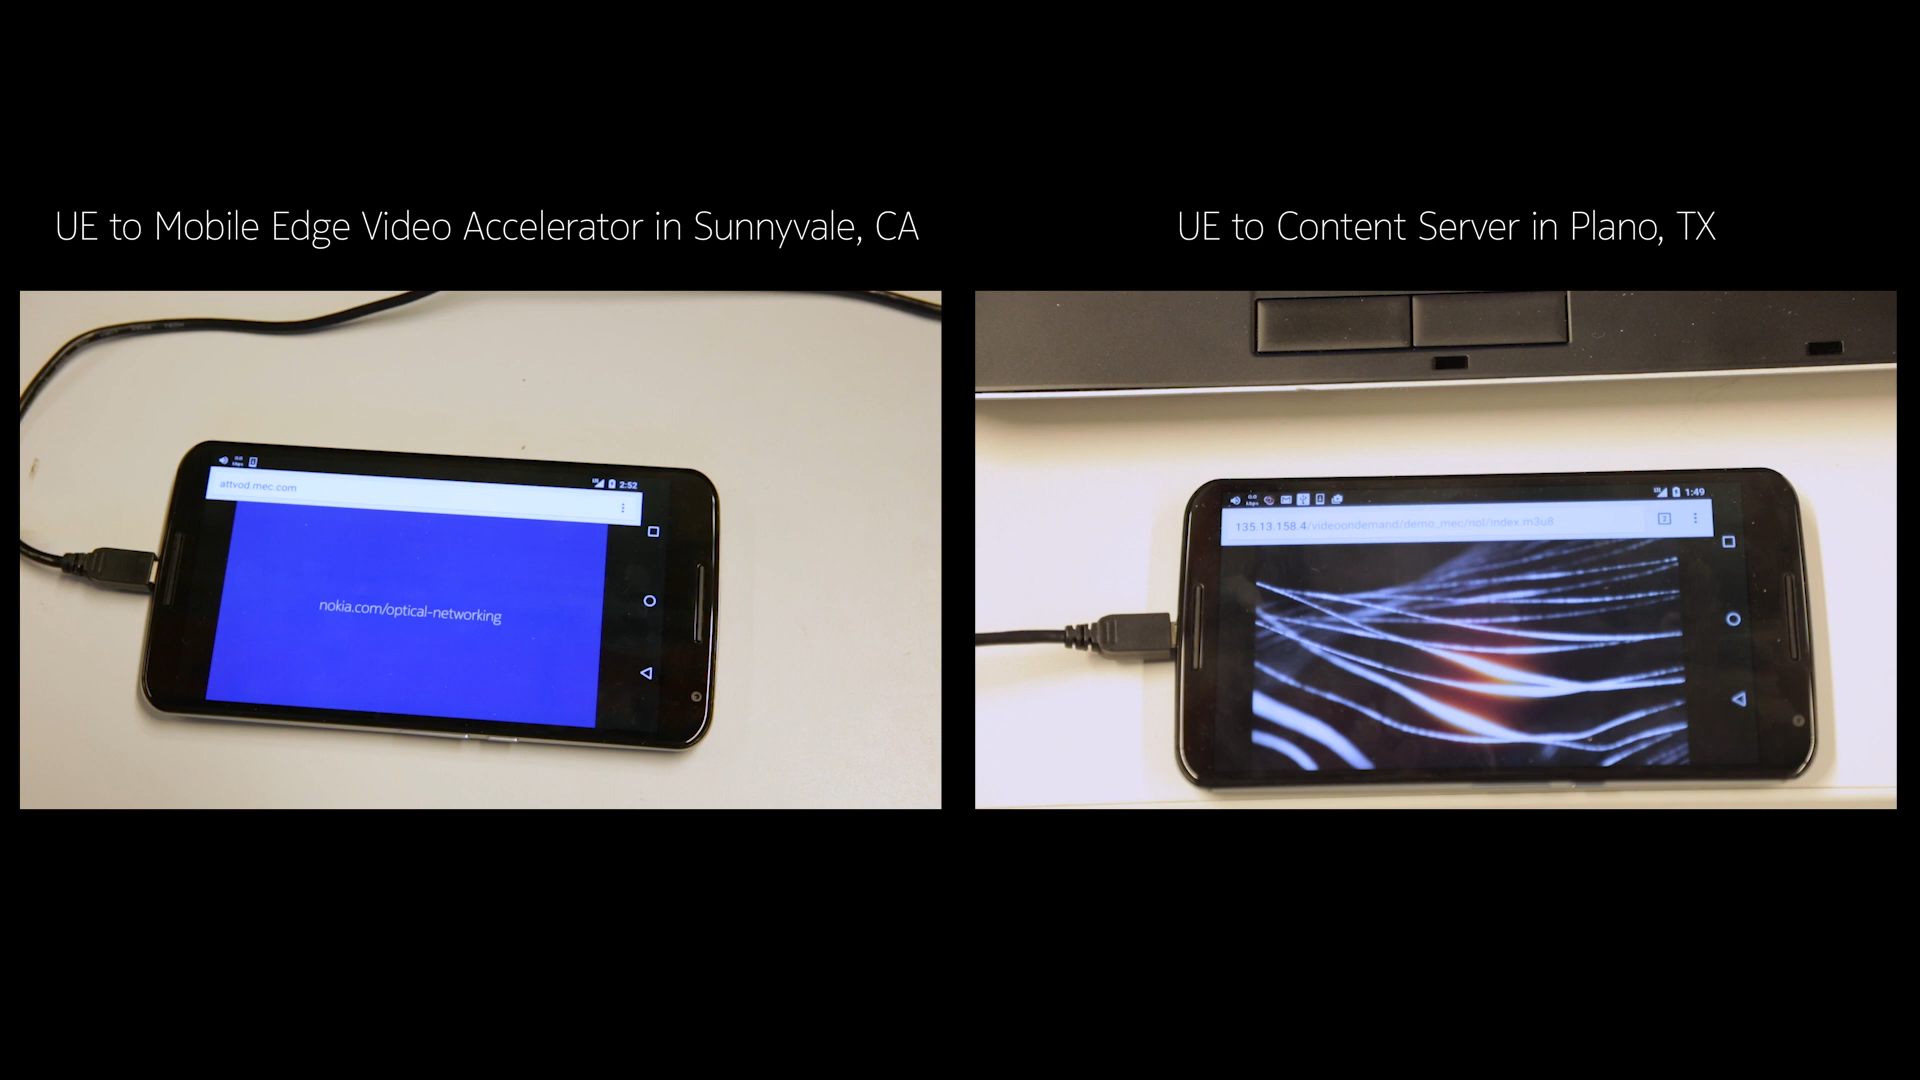 UE to Mobile Edge Video Accelerator in Sunnyvale, CA
UE to Content Server in Plano, TX
2:52
attvod.mec.com
nokia.com/optical-networking
1:49
135.13.158.4/videoondemand/demo_mec/nol/index.m3u8
2